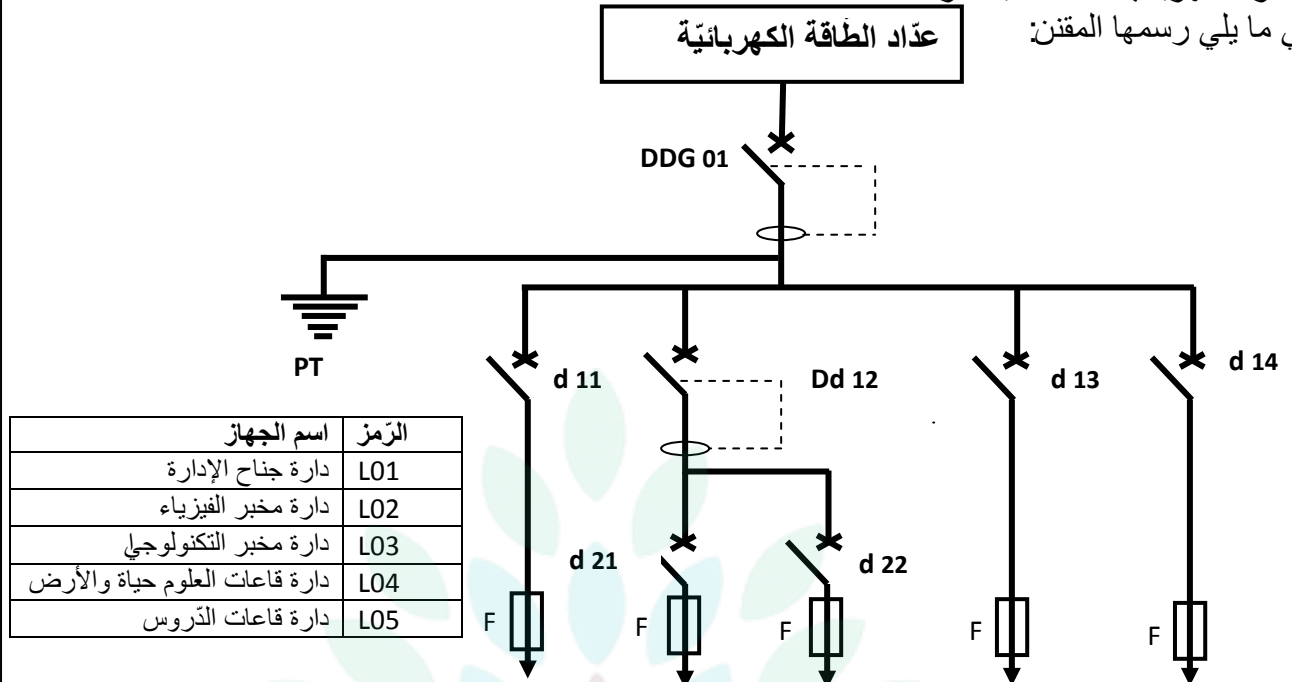 ي ما يلي رسمها المقنن:
عدّاد الطّاقة الكهربائيّة
DDG 01
PT
d 11
Dd 12
d 13
d 14
الرّمز اسم الجهاز
L01 دارة جناح الإدارة
L02 دارة مخبر الفيزياء
L03 دارة مخبر التكنولوجيا
L04 دارة قاعات العلوم حياة والأرض
L05 دارة قاعات الدّروس
d 21
d 22
F
F
F
F
F